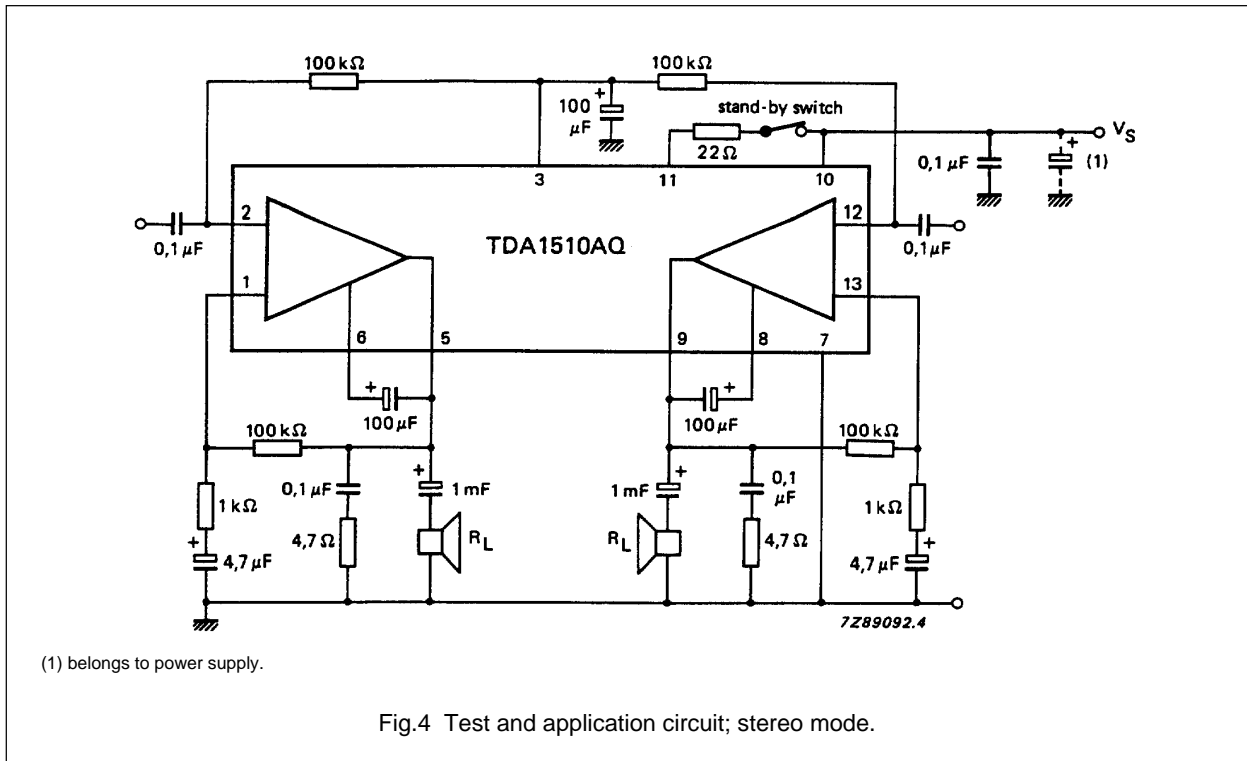 100 kΩ
100 kΩ
+
100
μF
stand-by switch
22 Ω
V_S
0,1 μF
+
(1)
3
11
10
2
12
0,1 μF
TDA1510AQ
0,1 μF
1
13
6
5
9
8
7
+
100 μF
+
100 μF
100 kΩ
100 kΩ
+
1 mF
+
1 mF
0,1 μF
0,1
μF
1 kΩ
1 kΩ
4,7 Ω
R_L
R_L
4,7 Ω
+
4,7 μF
+
4,7 μF
7Z89092.4
(1) belongs to power supply.
Fig.4 Test and application circuit; stereo mode.